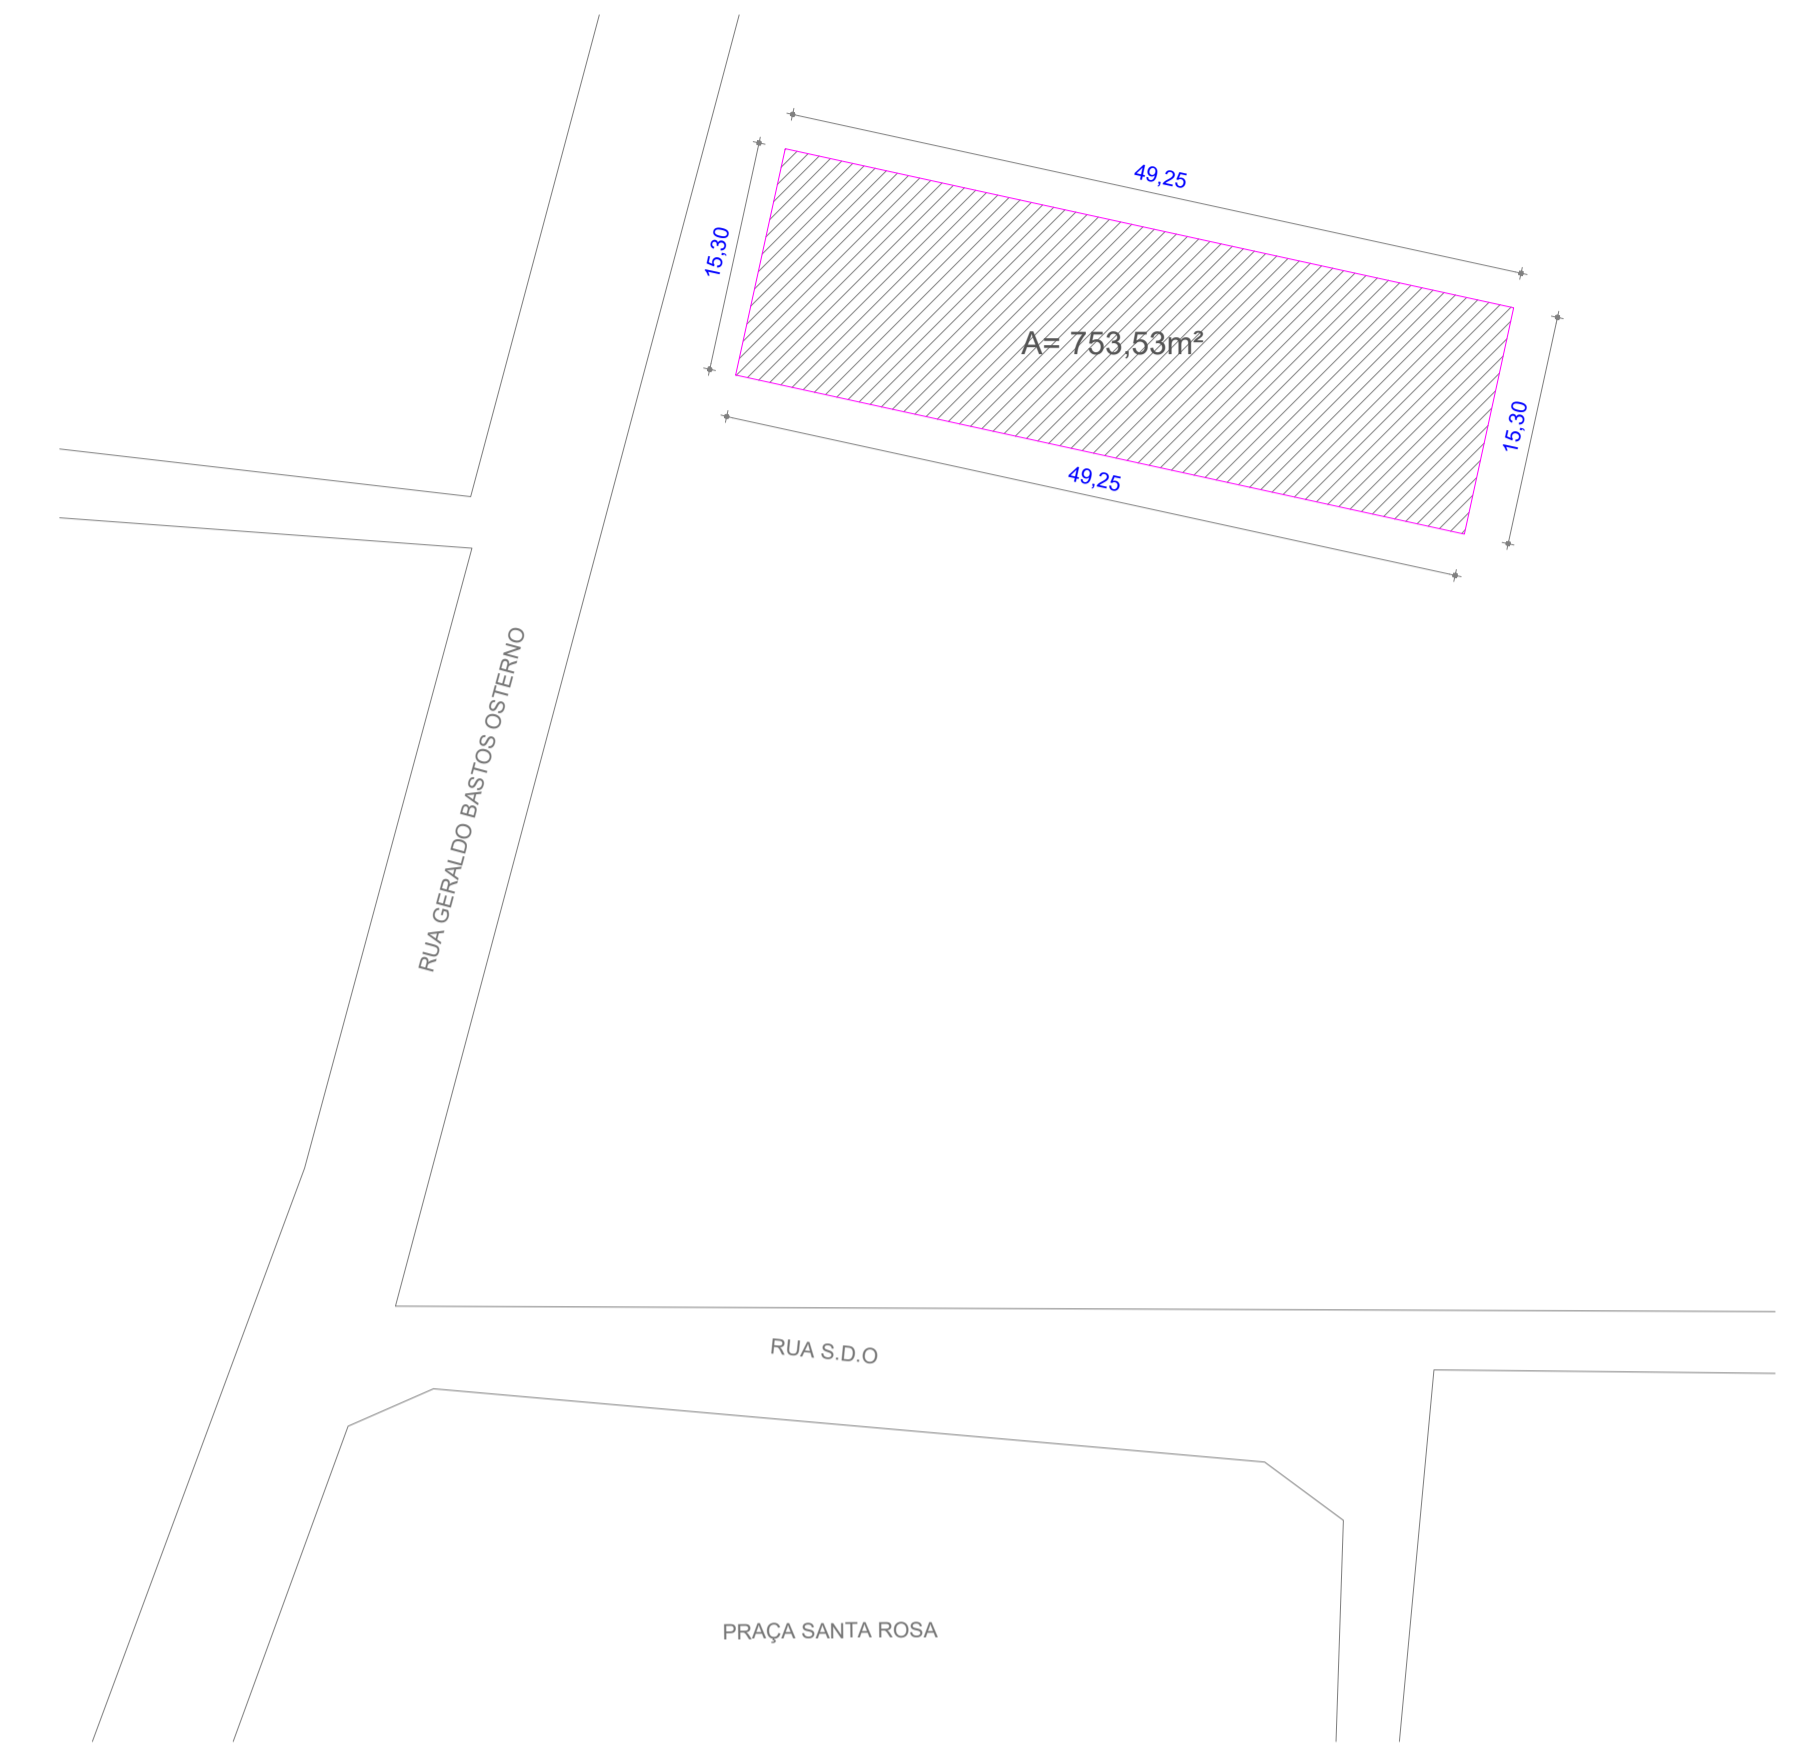 49,25
15,30
A= 753,53m²
15,30
49,25
RUA GERALDO BASTOS OSTERNO
RUA S.D.O
PRAÇA SANTA ROSA